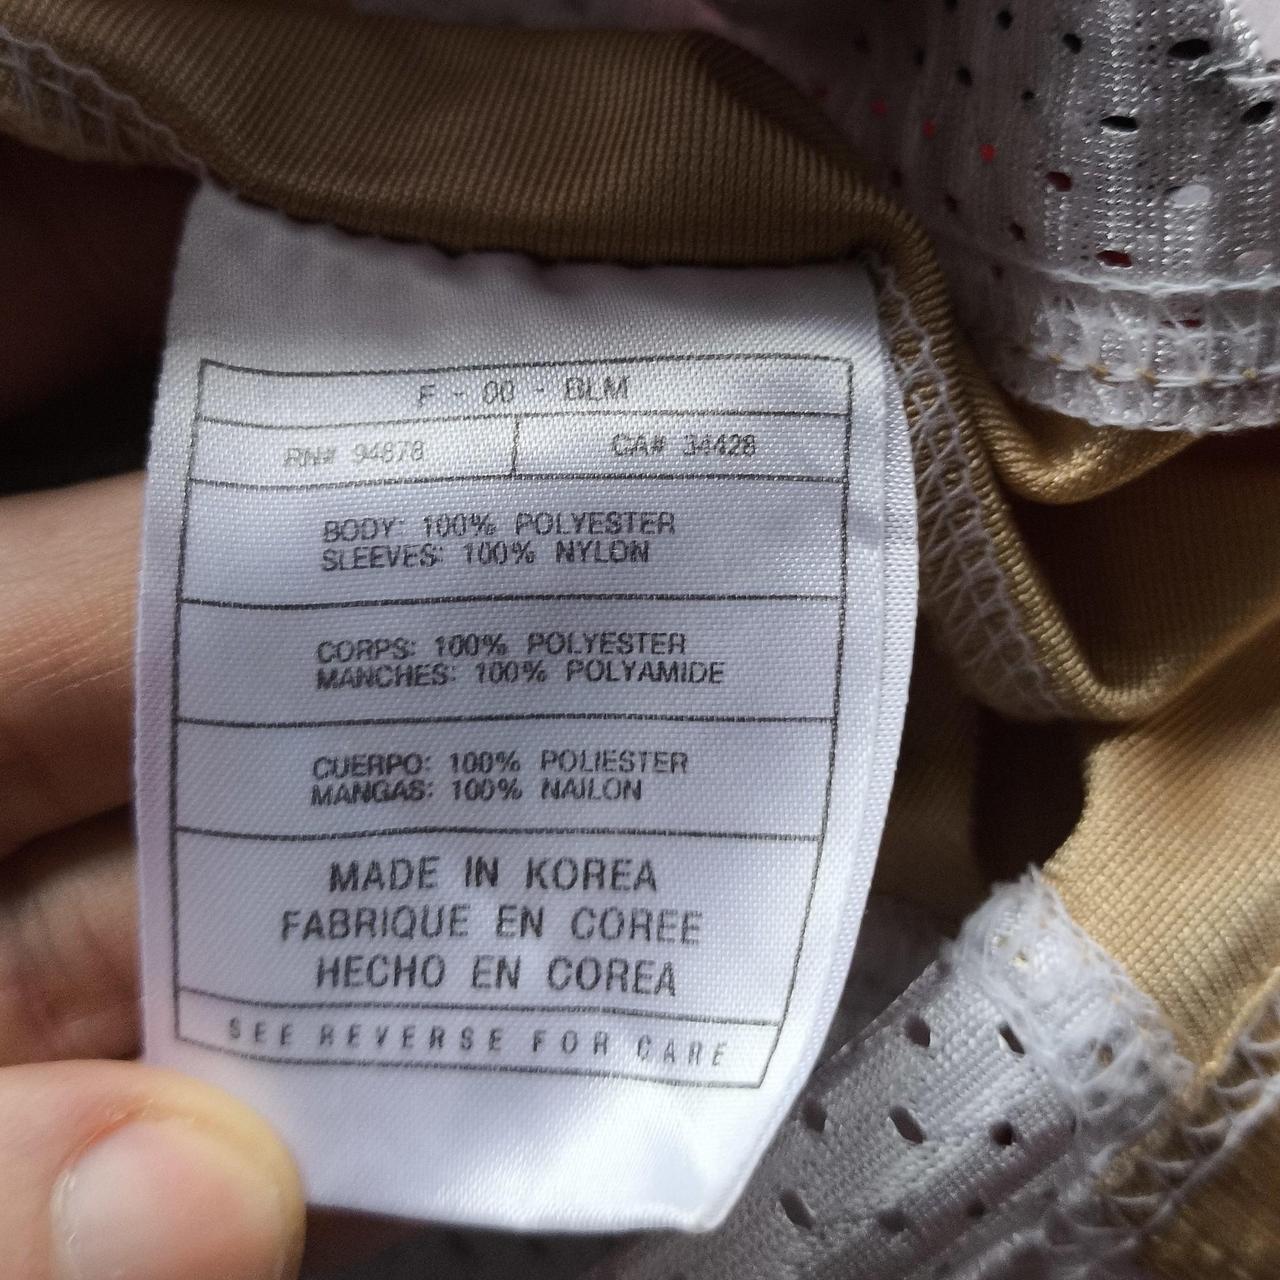 F - 00 - BLM
RN# 94878
CA# 34428
BODY: 100% POLYESTER
SLEEVES: 100% NYLON
CORPS: 100% POLYESTER
MANCHES: 100% POLYAMIDE
CUERPO: 100% POLIESTER
MANGAS: 100% NAILON
MADE IN KOREA
FABRIQUE EN COREE
HECHO EN COREA
SEE REVERSE FOR CARE